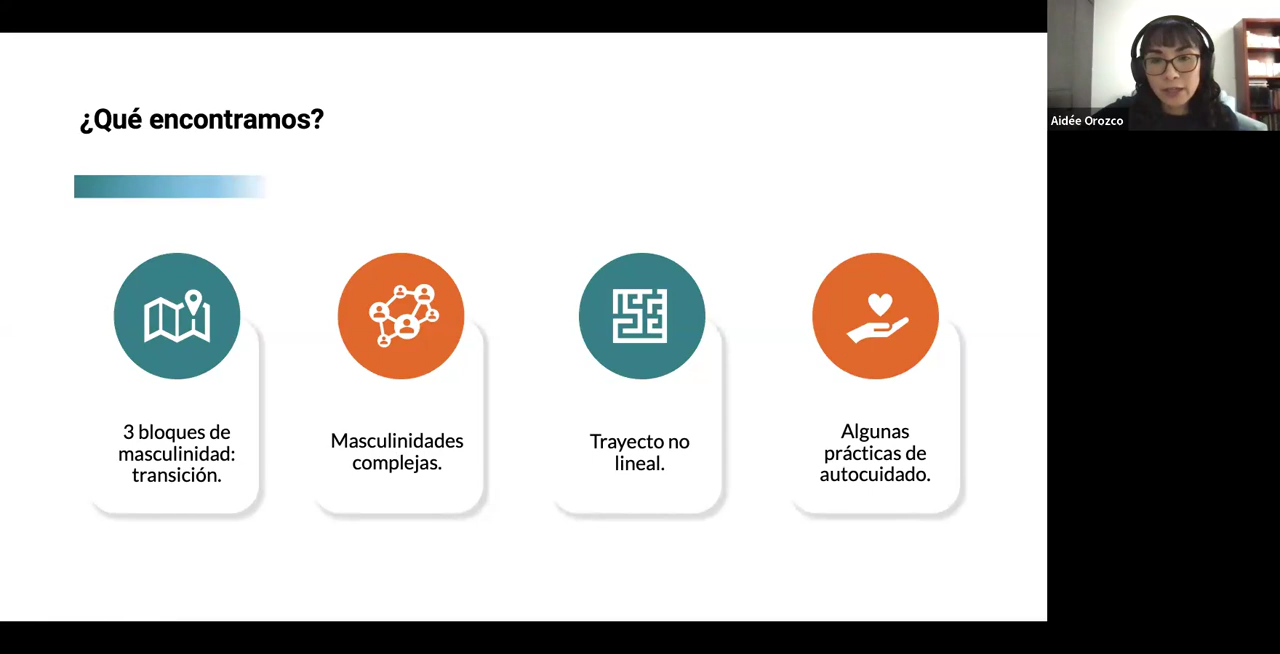 ¿Qué encontramos?
3 bloques de
masculinidad:
transición.
Masculinidades
complejas.
Trayecto no
lineal.
Algunas
prácticas de
autocuidado.
Aidée Orozco